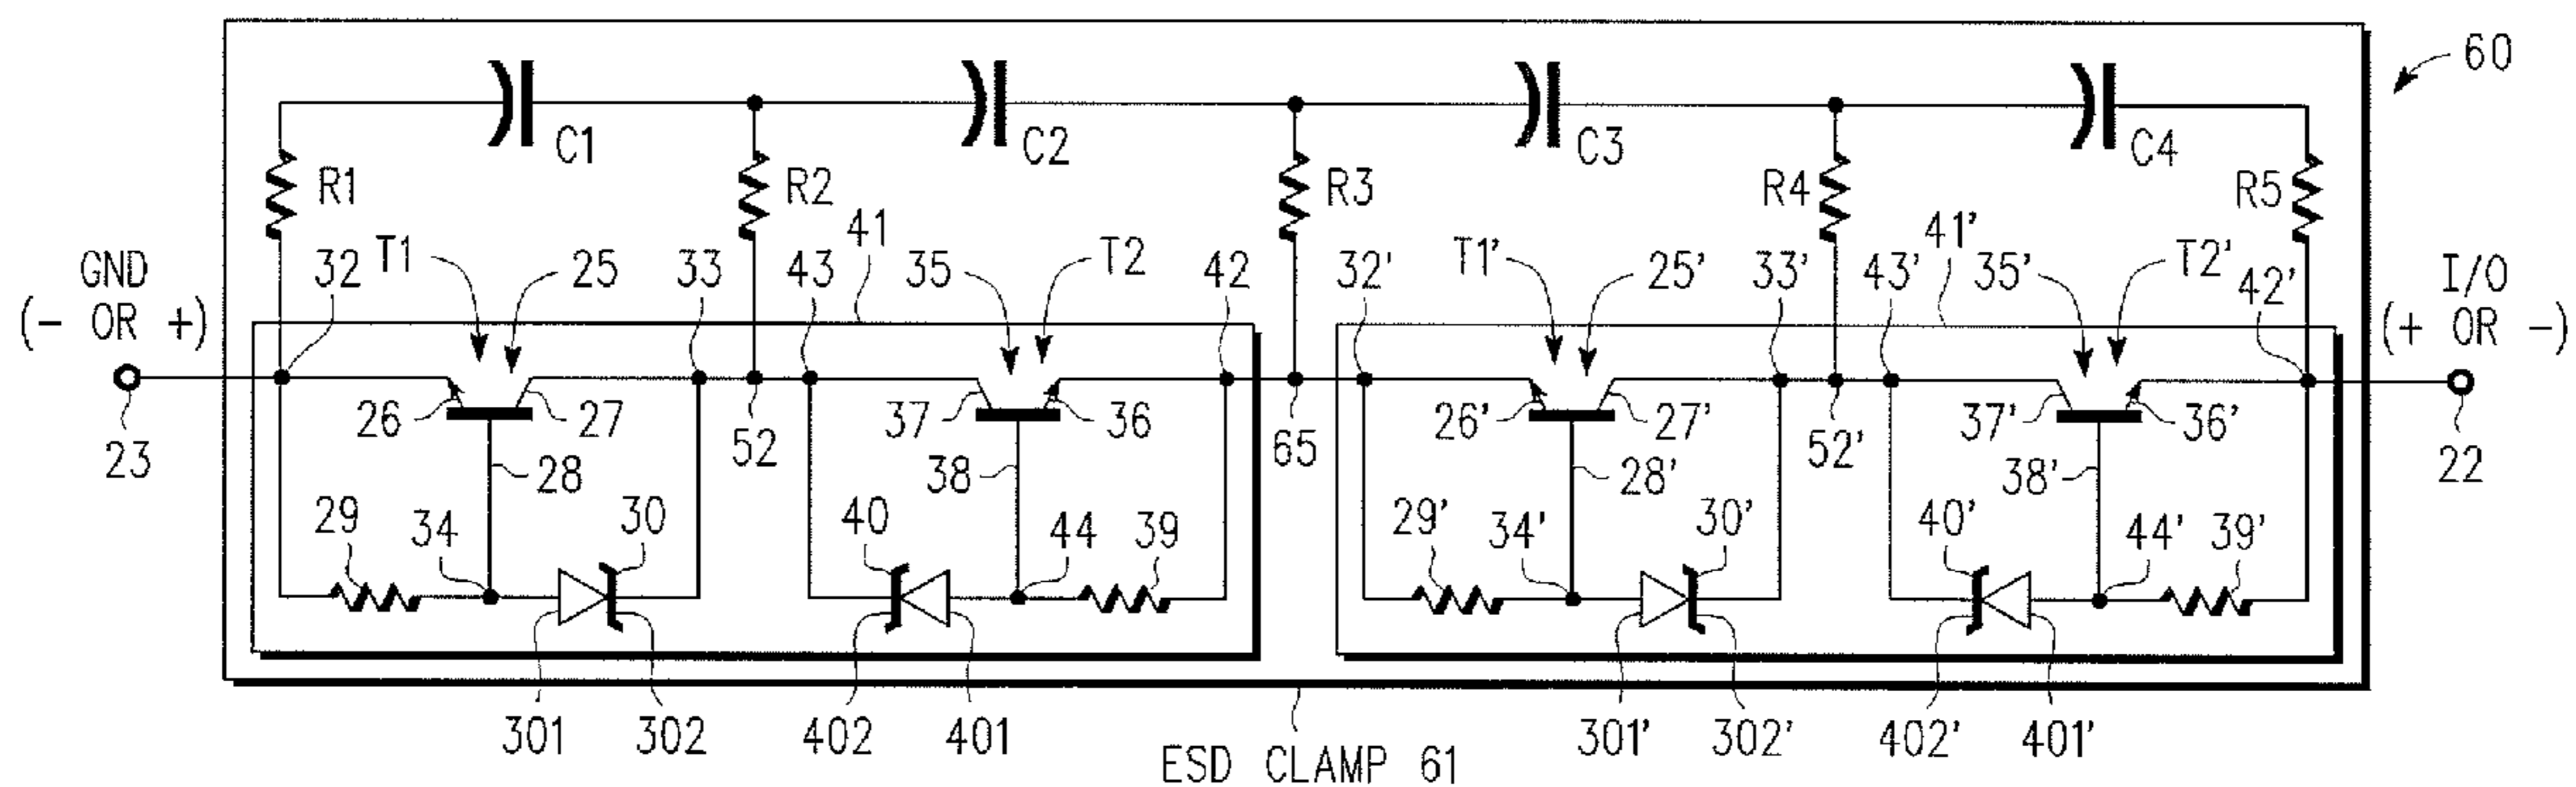 60
C1 C2 C3 C4
R1 R2 R3 R4 R5
GND
(- OR +)
32 T1 25 33 43 41 35 T2 42 32' T1' 25' 33' 43' 41' 35' T2' 42'
I/O
(+ OR -)
26 27 37 36 26' 27' 37' 36'
23 28 52 38 65 28' 52' 38' 22
29 34 30 40 44 39 29' 34' 30' 40' 44' 39'
301 302 402 401 301' 302' 402' 401'
ESD CLAMP 61